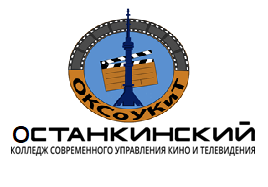 ОКСоУКиТ
ОСТАНКИНСКИЙ
КОЛЛЕДЖ СОВРЕМЕННОГО УПРАВЛЕНИЯ КИНО И ТЕЛЕВИДЕНИЯ